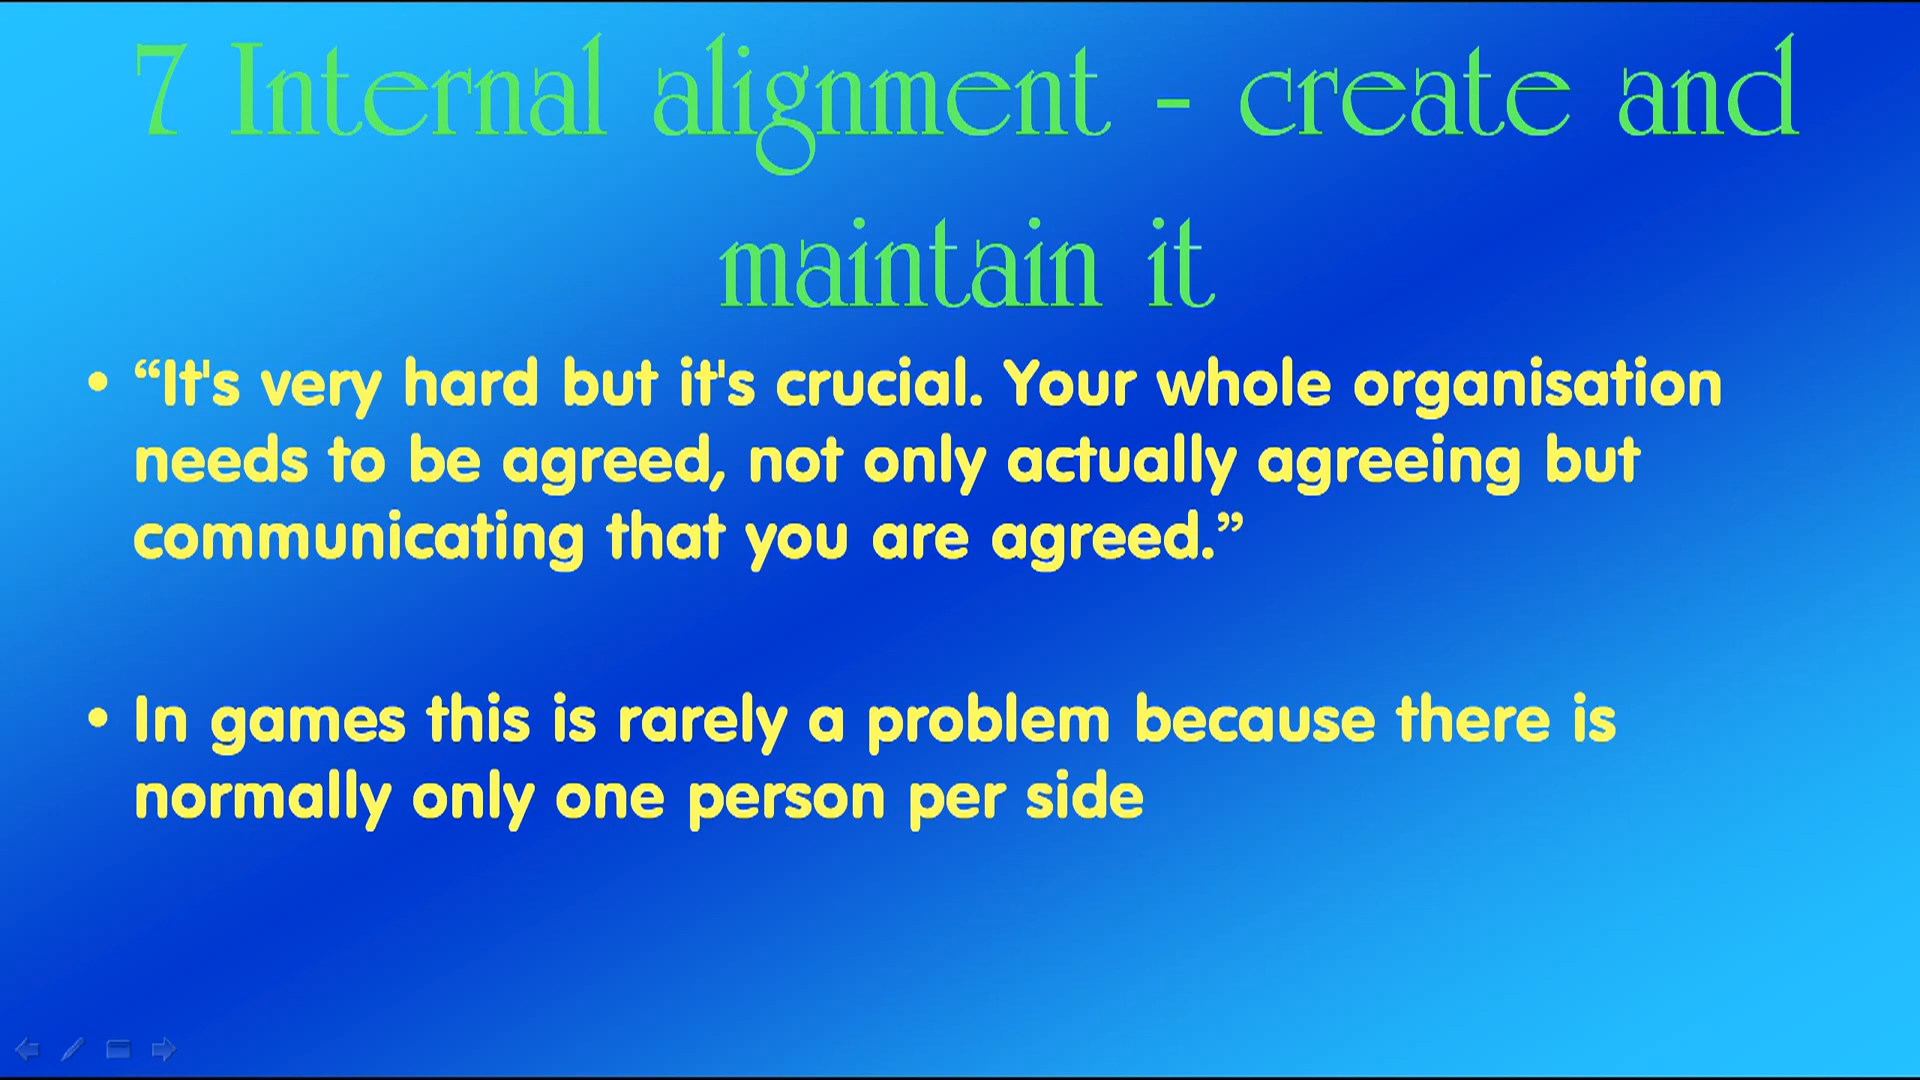 7 Internal alignment - create and
maintain it
• “It's very hard but it's crucial. Your whole organisation
needs to be agreed, not only actually agreeing but
communicating that you are agreed.”
• In games this is rarely a problem because there is
normally only one person per side